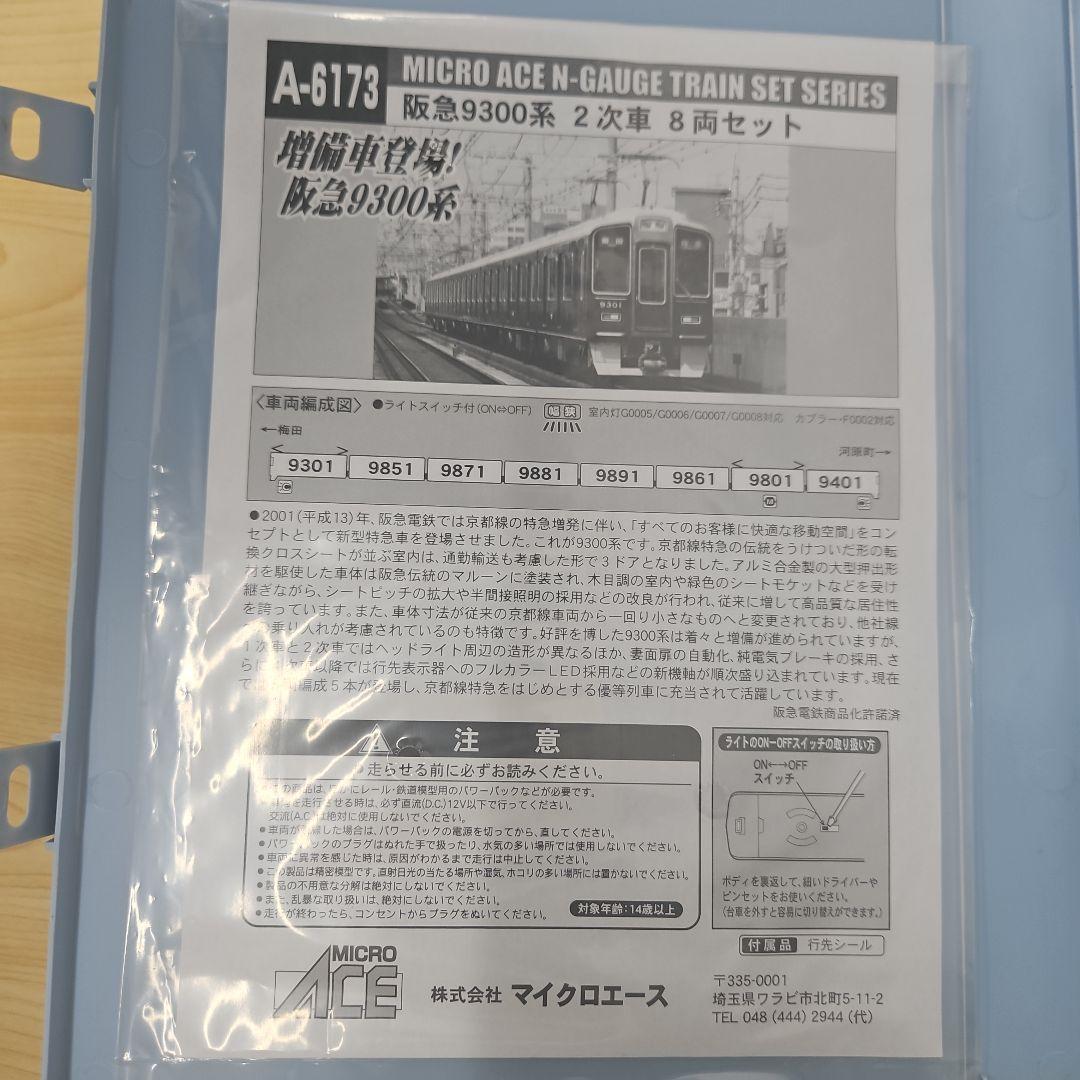 A-6173
MICRO ACE N-GAUGE TRAIN SET SERIES
阪急9300系 2次車 8両セット
増備車登場!
阪急9300系
9301
〈車両編成図〉 ●ライトスイッチ付(ON⇔OFF) 幅狭 室内灯G0005/G0006/G0007/G0008対応 カプラー・F0002対応
←梅田
河原町→
9301 9851 9871 9881 9891 9861 9801 9401
●2001(平成13)年、阪急電鉄では京都線の特急増発に伴い、「すべてのお客様に快適な移動空間」をコン
セプトとして新型特急車を登場させました。これが9300系です。京都線特急の伝統をうけついだ形の転
換クロスシートが並ぶ室内は、通勤輸送も考慮した形で3ドアとなりました。アルミ合金製の大型押出形
材を駆使した車体は阪急伝統のマルーンに塗装され、木目調の室内や緑色のシートモケットなどを受け
継ぎながら、シートピッチの拡大や半間接照明の採用などの改良が行われ、従来に増して高品質な居住性
を誇っています。また、車体寸法が従来の京都線車両から一回り小さなものへと変更されており、他社線
乗り入れが考慮されているのも特徴です。好評を博した9300系は着々と増備が進められていますが、
1次車と2次車ではヘッドライト周辺の造形が異なるほか、妻面扉の自動化、純電気ブレーキの採用、さ
らに 次車以降では行先表示器へのフルカラーLED採用などの新機軸が順次盛り込まれています。現在
編成5本が登場し、京都線特急をはじめとする優等列車に充当されて活躍しています。
阪急電鉄商品化許諾済
注意
走らせる前に必ずお読みください。
この商品は、ほかにレール・鉄道模型用のパワーパックなどが必要です。
を走行させる時は、必ず直流(D.C.)12V以下で行ってください。
交流(A.C.)は絶対に使用しないでください。
●車両が脱線した場合は、パワーパックの電源を切ってから、直してください。
●パワーパックのプラグはぬれた手で扱ったり、水気の多い場所では使用しないでください。
●車両に異常を感じた時は、原因がわかるまで走行は中止してください。
●この製品は精密模型です。直射日光の当たる場所や湿気、ホコリの多い場所には置かないでください。
●製品の不用意な分解は絶対にしないでください。
●また、乱暴な取り扱いは、絶対にしないでください。
●走行が終わったら、コンセントからプラグをぬいてください。
対象年齢:14歳以上
ライトのON−OFFスイッチの取り扱い方
ON←→OFF
スイッチ
ボディを裏返して、細いドライバーや
ピンセットをお使いください。
(台車を外すと容易に切り替えができます。)
付属品 行先シール
MICRO
ACE
株式会社 マイクロエース
〒335-0001
埼玉県ワラビ市北町5-11-2
TEL 048 (444) 2944 (代)